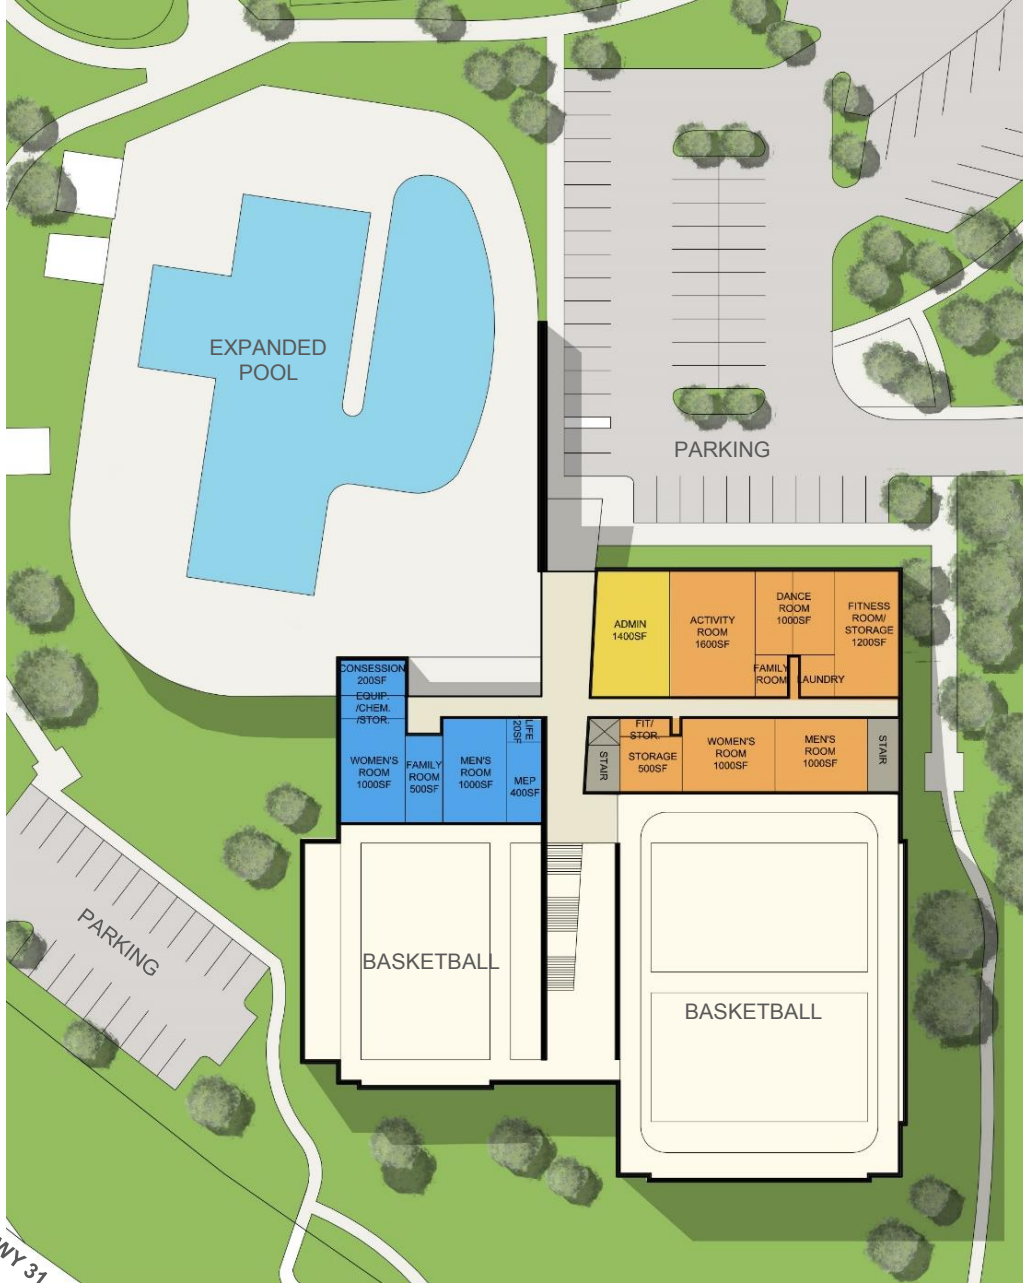 EXPANDED
POOL
PARKING
ADMIN
1400SF
ACTIVITY
ROOM
1600SF
DANCE
ROOM
1000SF
FITNESS
ROOM/
STORAGE
1200SF
FAMILY
ROOM
LAUNDRY
CONSESSION
200SF
EQUIP.
/CHEM.
/STOR.
WOMEN'S
ROOM
1000SF
FAMILY
ROOM
500SF
MEN'S
ROOM
1000SF
LIFE
20SF
MEP
400SF
STAIR
FIT/
STOR.
STORAGE
500SF
WOMEN'S
ROOM
1000SF
MEN'S
ROOM
1000SF
STAIR
PARKING
BASKETBALL
BASKETBALL
31